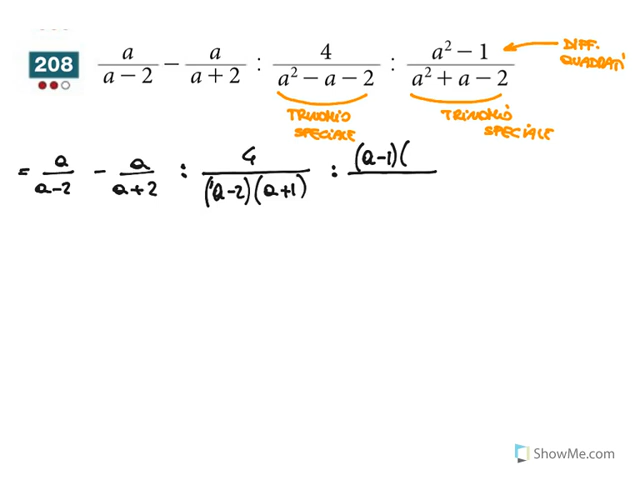 208 a/(a − 2) − a/(a + 2) : 4/(a² − a − 2) : (a² − 1)/(a² + a − 2) ← DIFF. QUADRATI
TRINOMIO SPECIALE TRINOMIO SPECIALE
= a/(a-2) - a/(a+2) : 4/((a-2)(a+1)) : (a-1)(
ShowMe.com